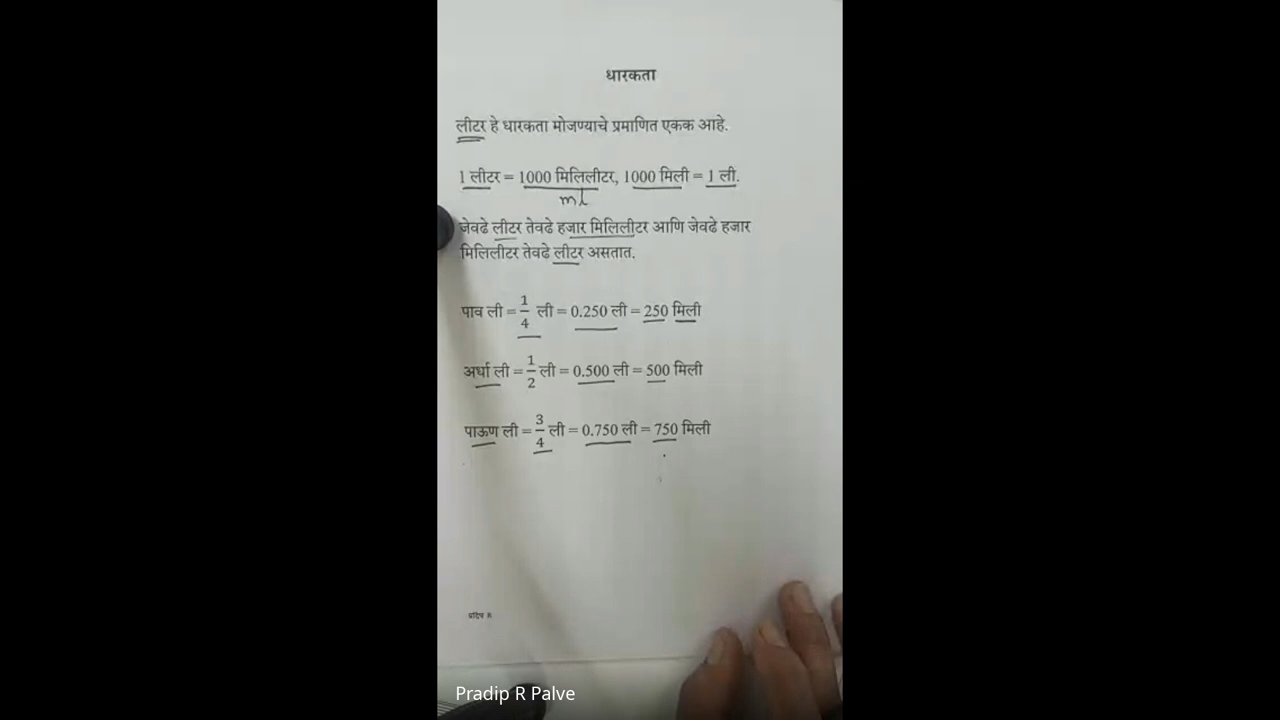 धारकता
लीटर हे धारकता मोजण्याचे प्रमाणित एकक आहे.
1 लीटर = 1000 मिलिलीटर, 1000 मिली = 1 ली.
ml
जेवढे लीटर तेवढे हजार मिलिलीटर आणि जेवढे हजार
मिलिलीटर तेवढे लीटर असतात.
पाव ली = 1/4 ली = 0.250 ली = 250 मिली
अर्धा ली = 1/2 ली = 0.500 ली = 500 मिली
पाऊण ली = 3/4 ली = 0.750 ली = 750 मिली
Pradip R Palve